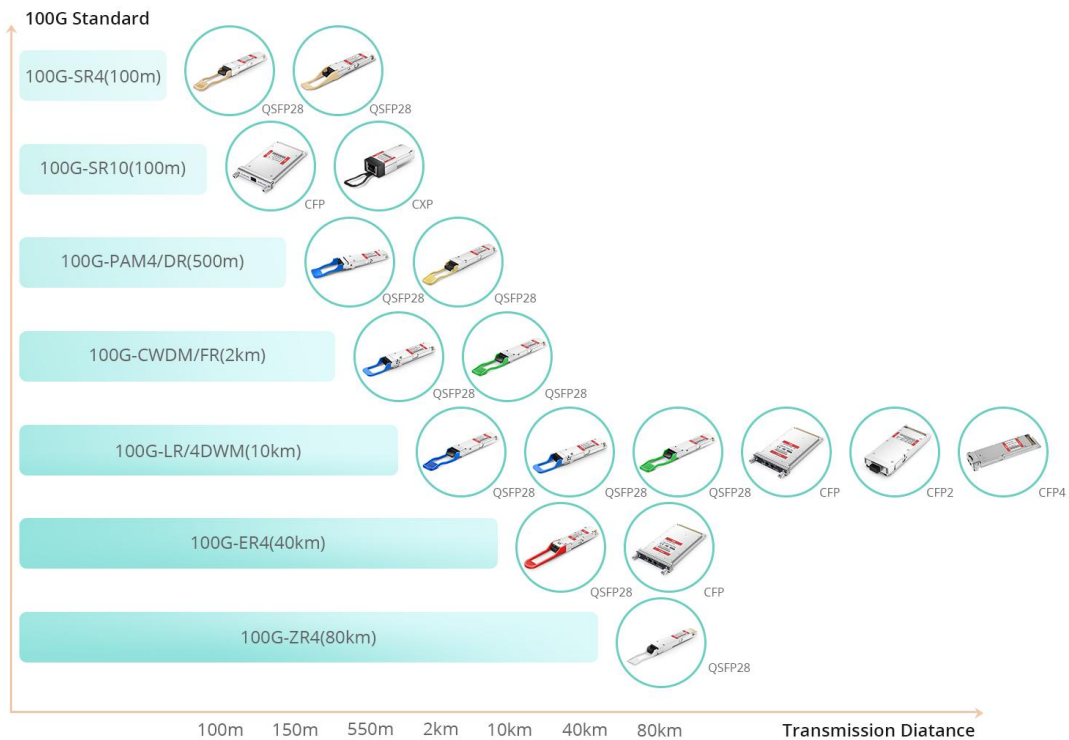 100G Standard
100G-SR4(100m)
QSFP28 QSFP28
100G-SR10(100m)
CFP CXP
100G-PAM4/DR(500m)
QSFP28 QSFP28
100G-CWDM/FR(2km)
QSFP28 QSFP28
100G-LR/4DWM(10km)
QSFP28 QSFP28 QSFP28 CFP CFP2 CFP4
100G-ER4(40km)
QSFP28 CFP
100G-ZR4(80km)
QSFP28
100m 150m 550m 2km 10km 40km 80km Transmission Diatance